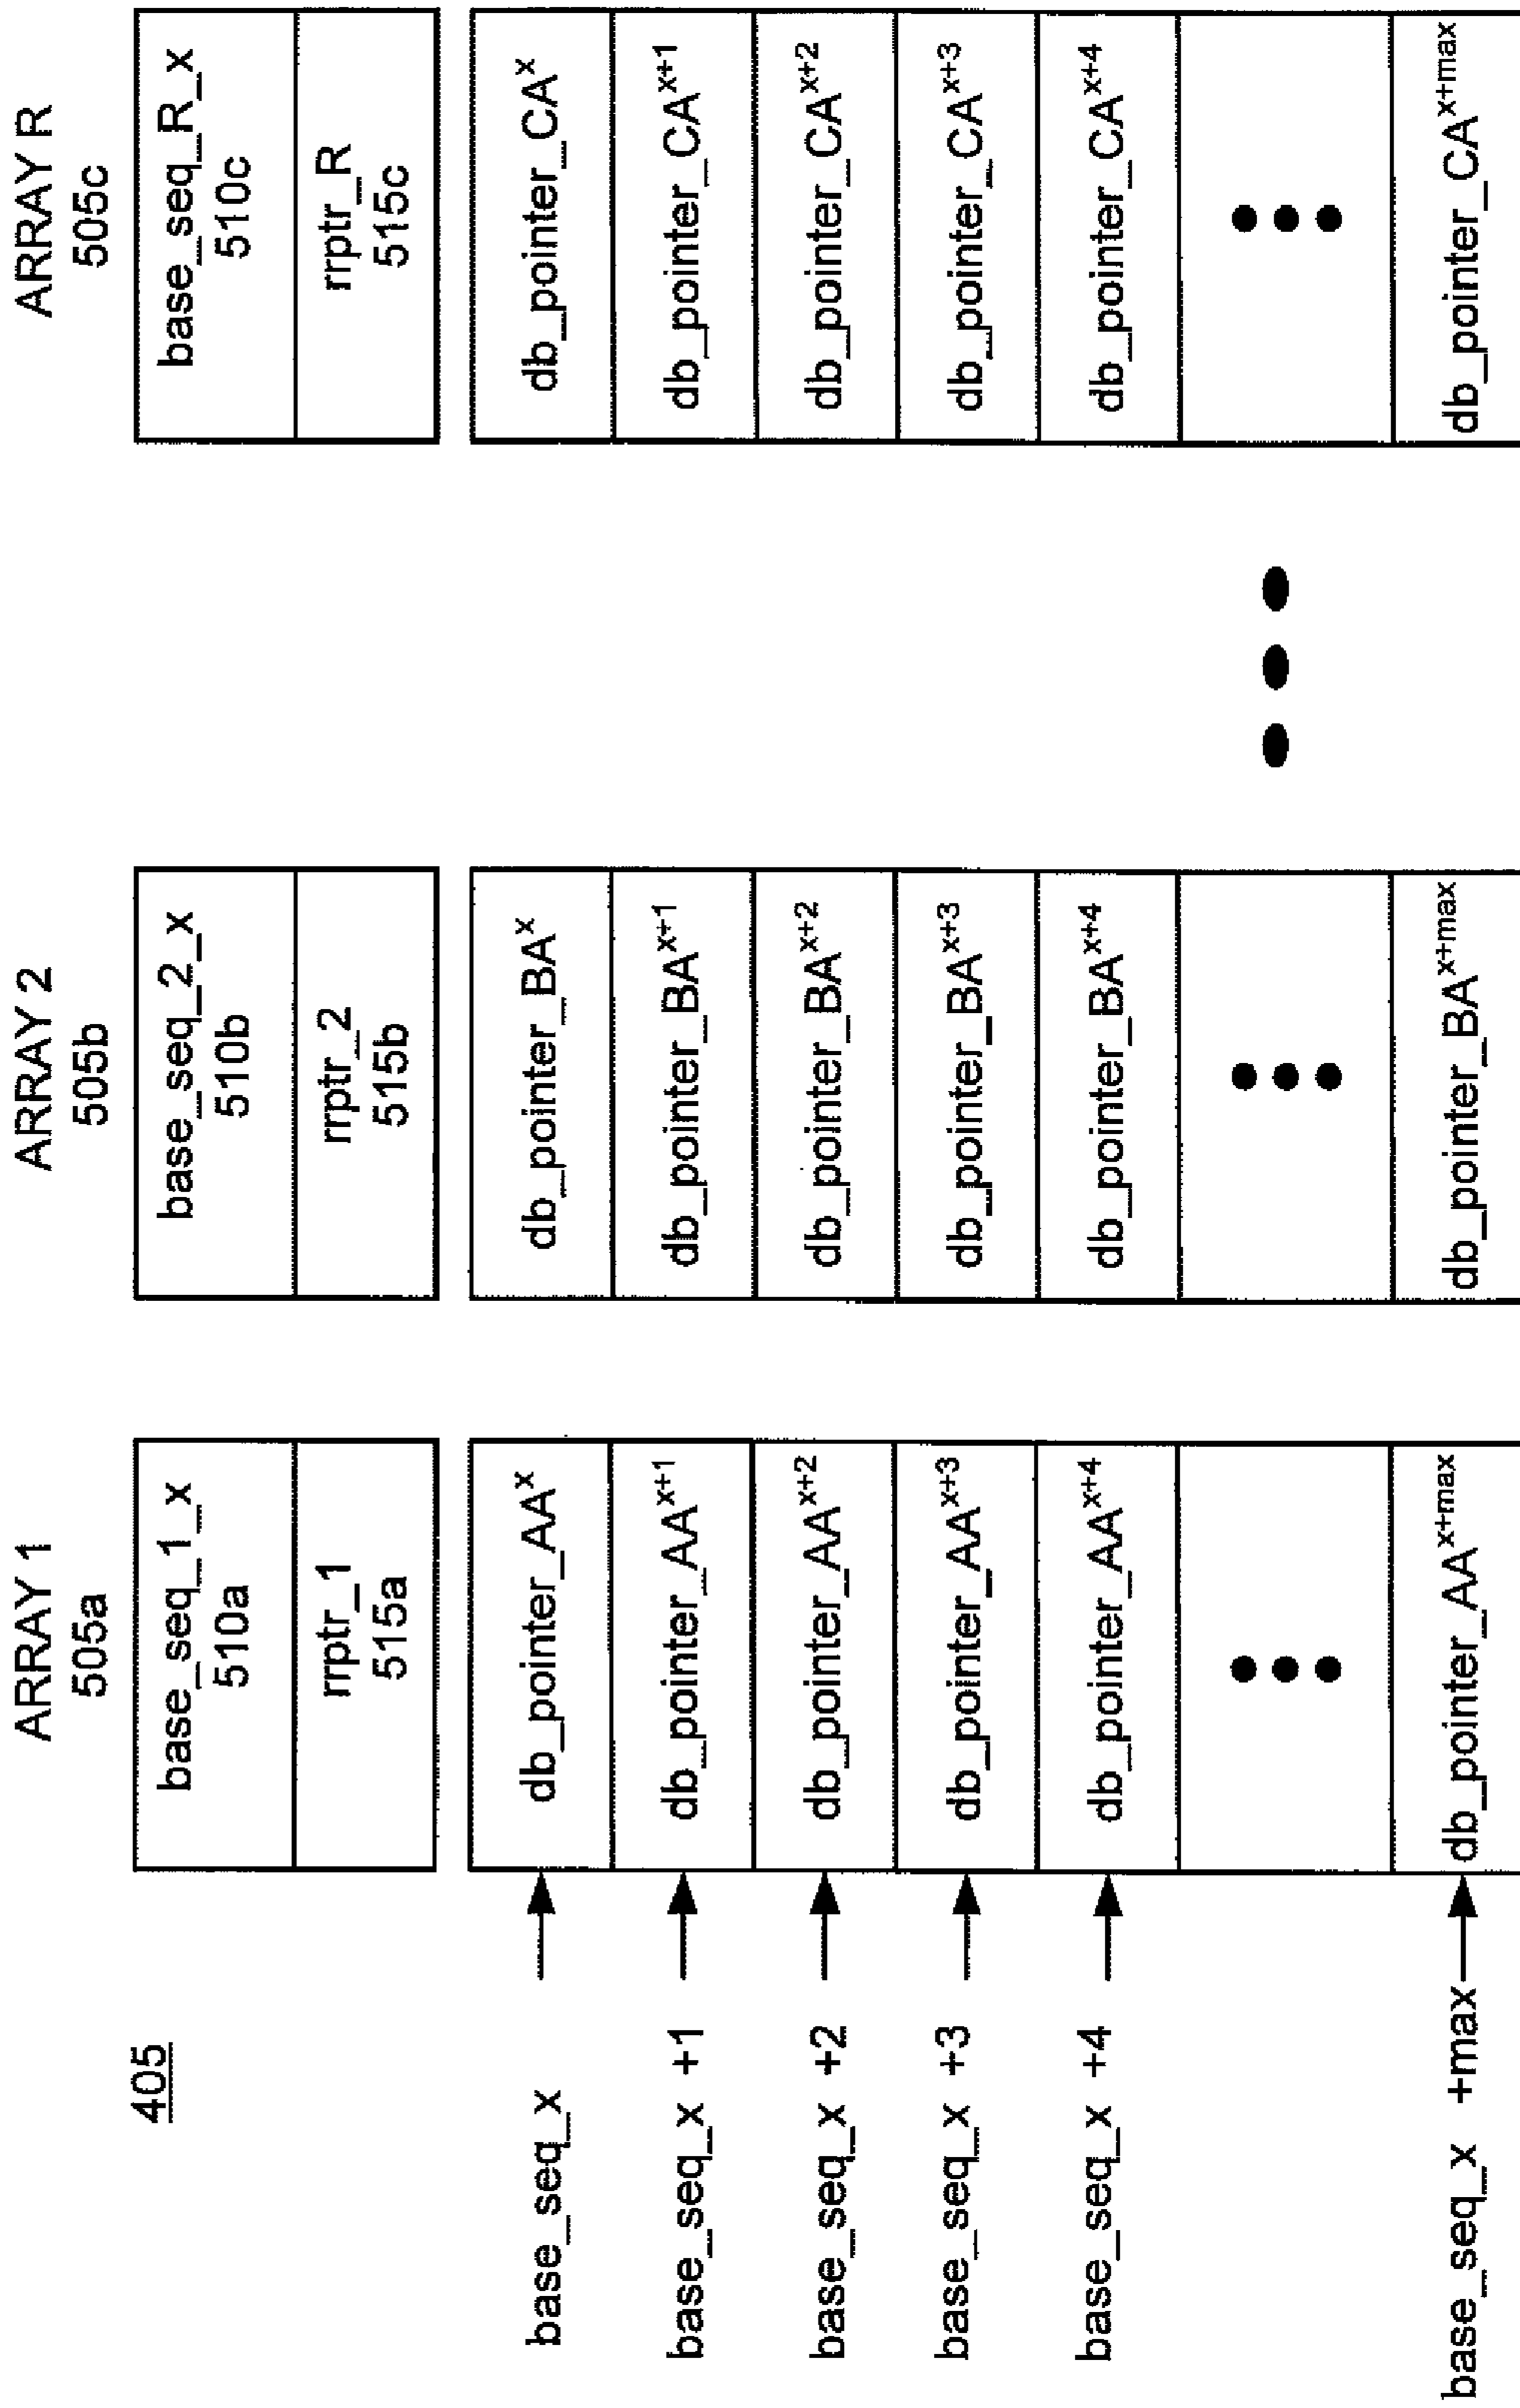 405
ARRAY 1
505a
base_seq_1_x
510a
rrptr_1
515a
base_seq_x
db_pointer_AA^x
base_seq_x +1
db_pointer_AA^x+1
base_seq_x +2
db_pointer_AA^x+2
base_seq_x +3
db_pointer_AA^x+3
base_seq_x +4
db_pointer_AA^x+4
base_seq_x +max
db_pointer_AA^x+max
ARRAY 2
505b
base_seq_2_x
510b
rrptr_2
515b
db_pointer_BA^x
db_pointer_BA^x+1
db_pointer_BA^x+2
db_pointer_BA^x+3
db_pointer_BA^x+4
db_pointer_BA^x+max
ARRAY R
505c
base_seq_R_x
510c
rrptr_R
515c
db_pointer_CA^x
db_pointer_CA^x+1
db_pointer_CA^x+2
db_pointer_CA^x+3
db_pointer_CA^x+4
db_pointer_CA^x+max